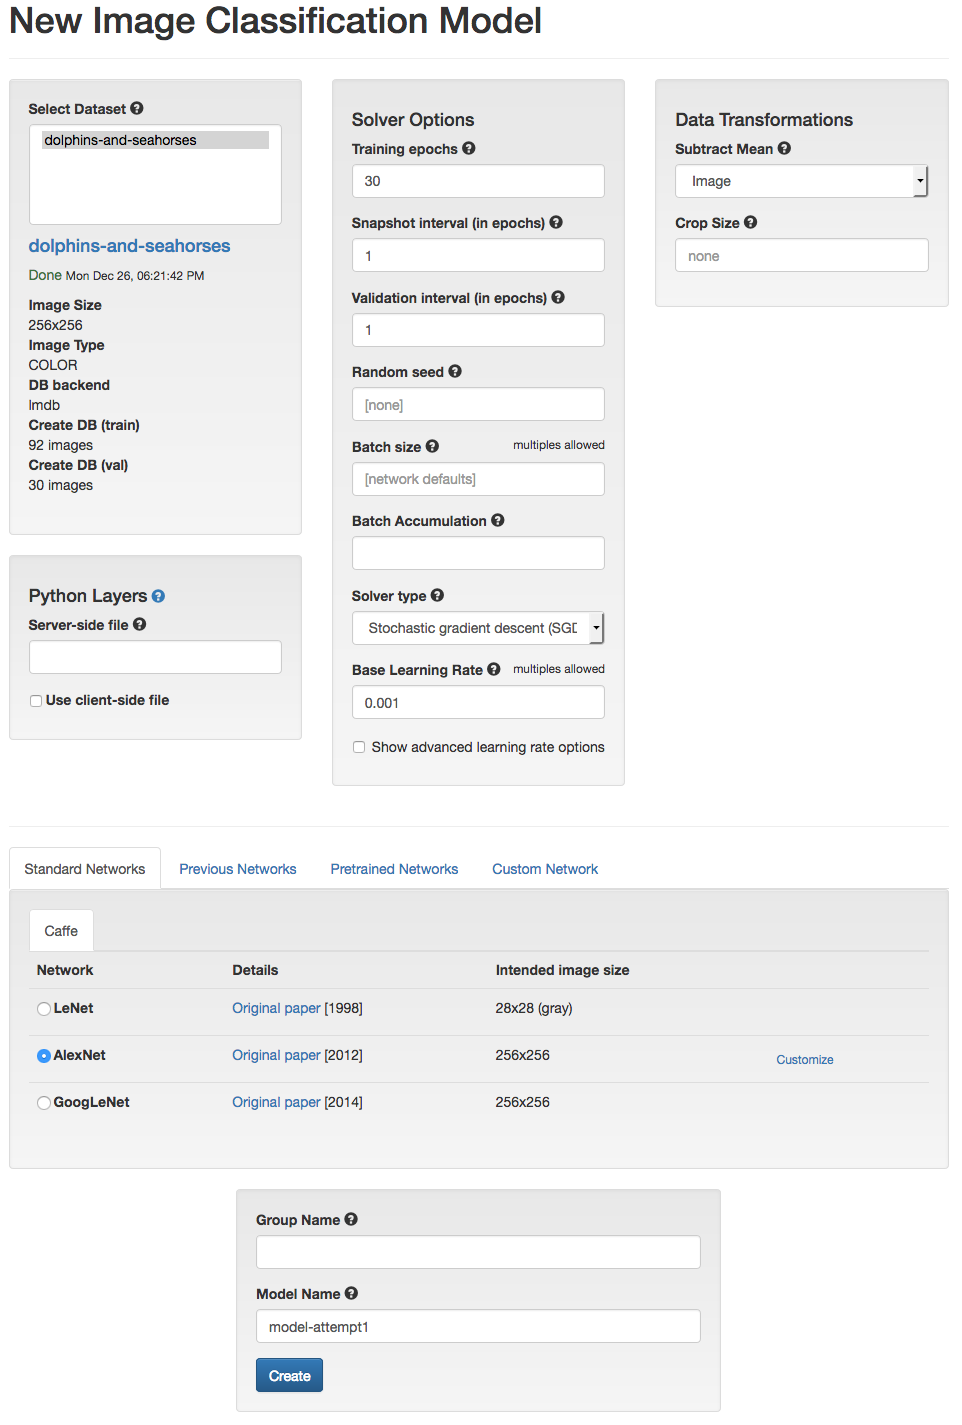 New Image Classification Model
Select Dataset
dolphins-and-seahorses
dolphins-and-seahorses
Done Mon Dec 26, 06:21:42 PM
Image Size
256x256
Image Type
COLOR
DB backend
lmdb
Create DB (train)
92 images
Create DB (val)
30 images
Python Layers
Server-side file
Use client-side file
Solver Options
Training epochs
30
Snapshot interval (in epochs)
1
Validation interval (in epochs)
1
Random seed
[none]
Batch size multiples allowed
[network defaults]
Batch Accumulation
Solver type
Stochastic gradient descent (SGD
Base Learning Rate multiples allowed
0.001
Show advanced learning rate options
Data Transformations
Subtract Mean
Image
Crop Size
none
Standard Networks Previous Networks Pretrained Networks Custom Network
Caffe
Network Details Intended image size
LeNet Original paper [1998] 28x28 (gray)
AlexNet Original paper [2012] 256x256 Customize
GoogLeNet Original paper [2014] 256x256
Group Name
Model Name
model-attempt1
Create